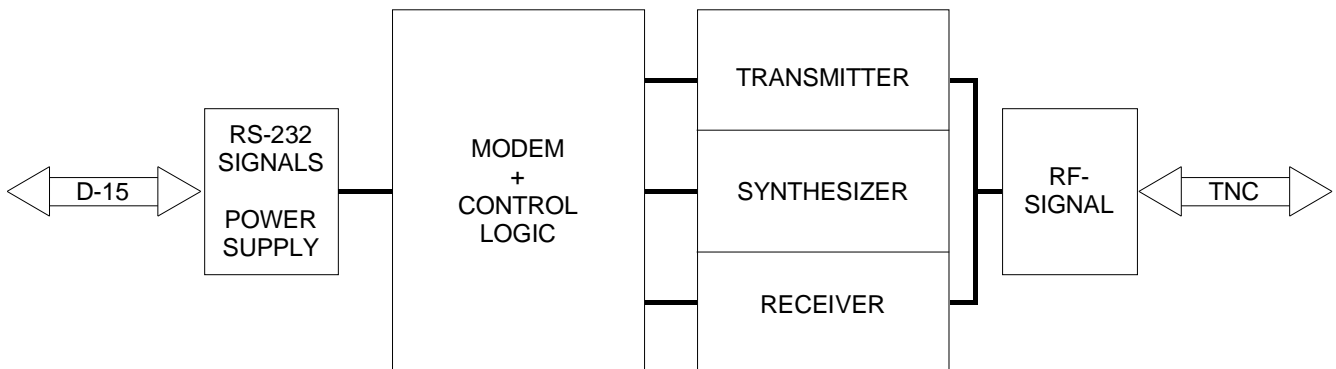 D-15
RS-232
SIGNALS
POWER
SUPPLY
MODEM
+
CONTROL
LOGIC
TRANSMITTER
SYNTHESIZER
RECEIVER
RF-
SIGNAL
TNC